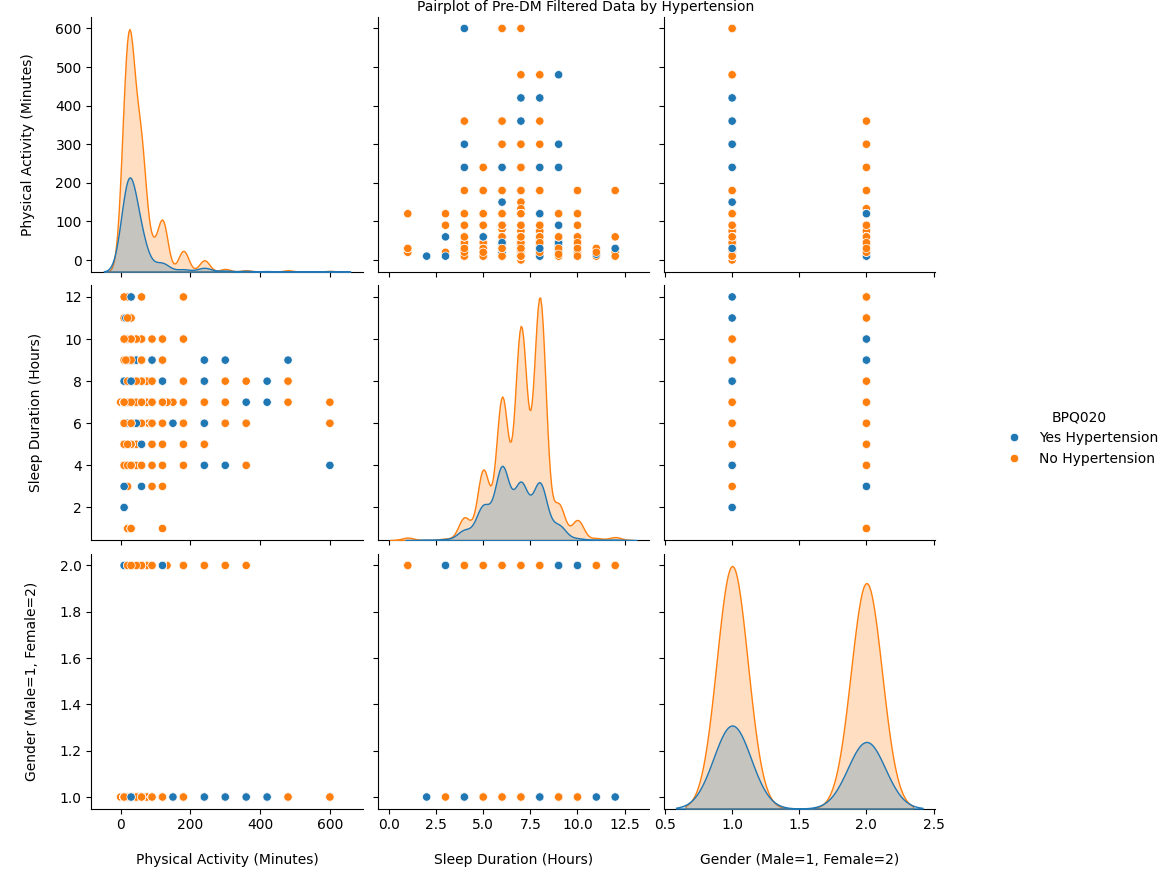 Pairplot of Pre-DM Filtered Data by Hypertension
Physical Activity (Minutes)
600
500
400
300
200
100
0
Sleep Duration (Hours)
12
10
8
6
4
2
Gender (Male=1, Female=2)
2.0
1.8
1.6
1.4
1.2
1.0
0 200 400 600
Physical Activity (Minutes)
0.0 2.5 5.0 7.5 10.0 12.5
Sleep Duration (Hours)
0.5 1.0 1.5 2.0 2.5
Gender (Male=1, Female=2)
BPQ020
Yes Hypertension
No Hypertension